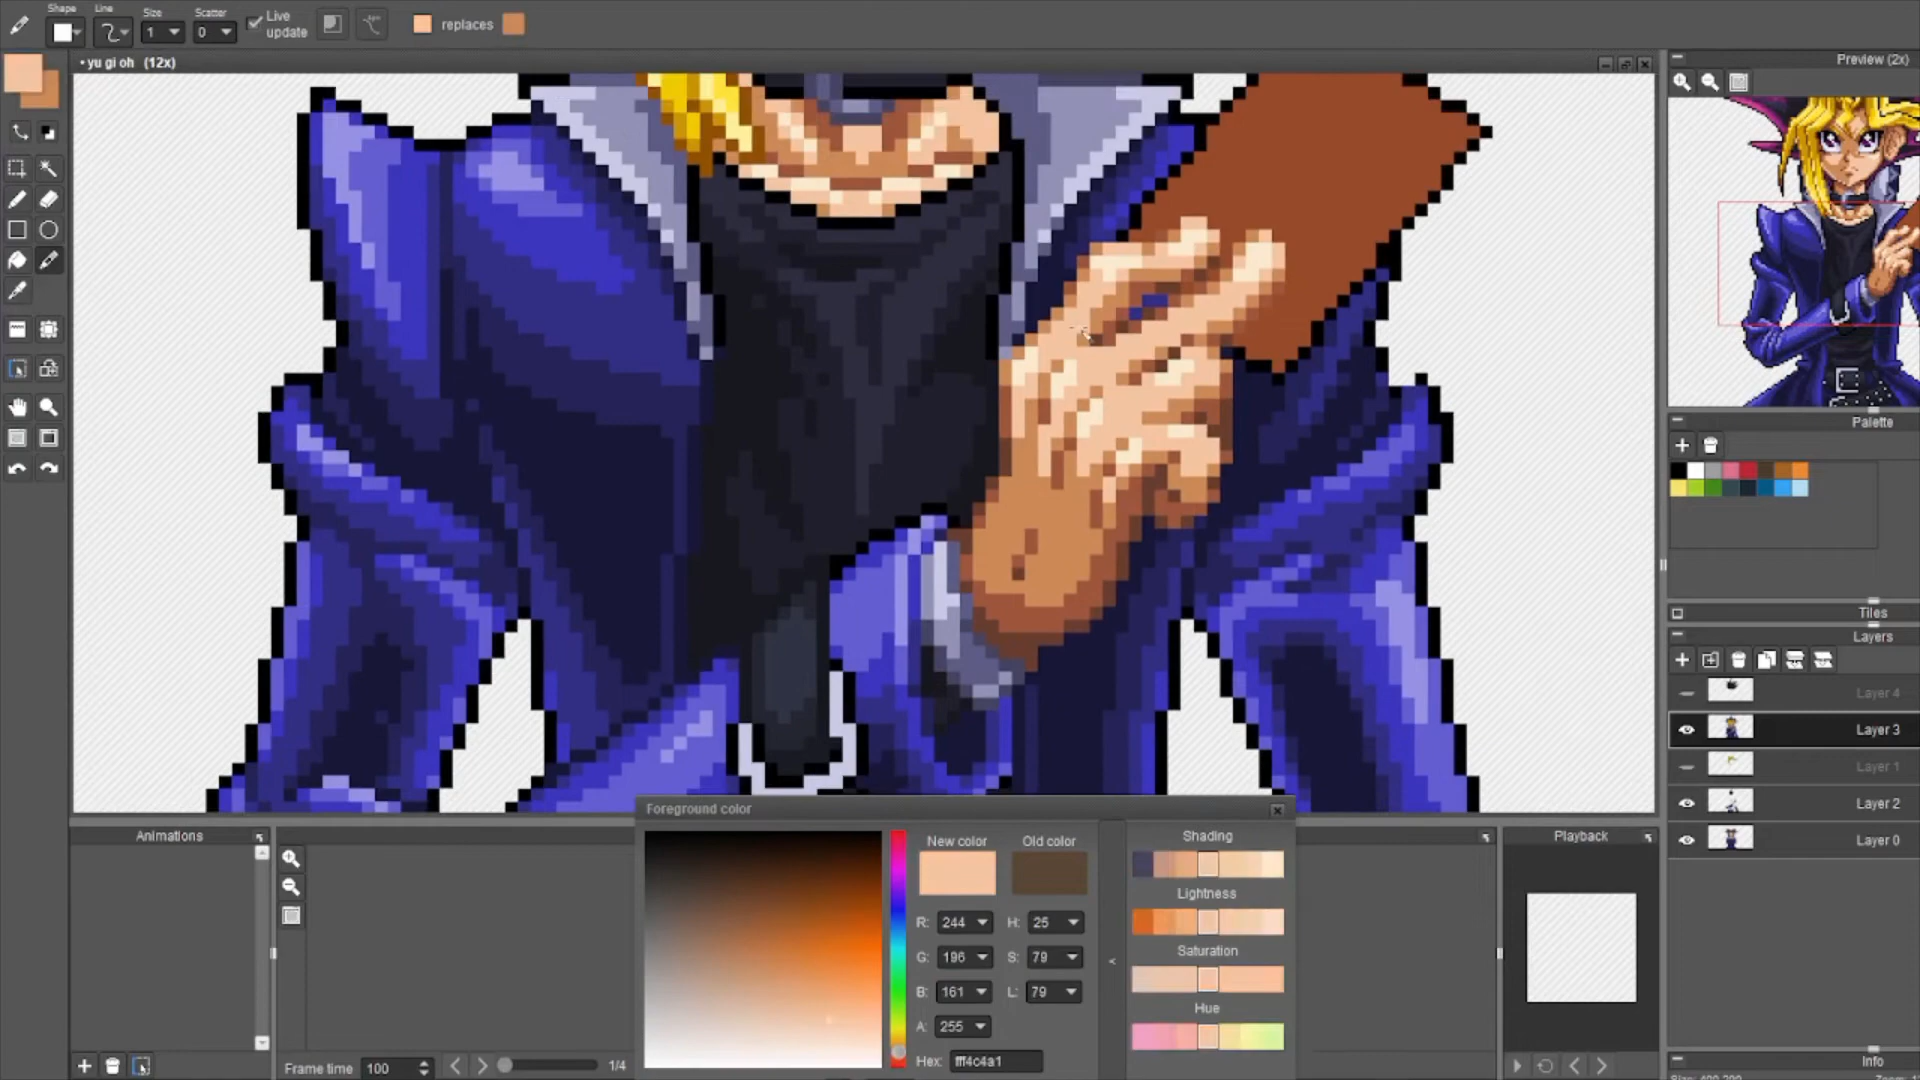 Shape Line Size Scatter
1 0 Live update replaces
• yu gi oh (12x)
Preview (2x)
Palette
Tiles
Layers
Layer 4
Layer 3
Layer 1
Layer 2
Layer 0
Animations
Foreground color
New color Old color
R: 244 H: 25
G: 196 S: 79
B: 161 L: 79
A: 255
Hex: fff4c4a1
<
Shading
Lightness
Saturation
Hue
Playback
Frame time 100
1/4
Info